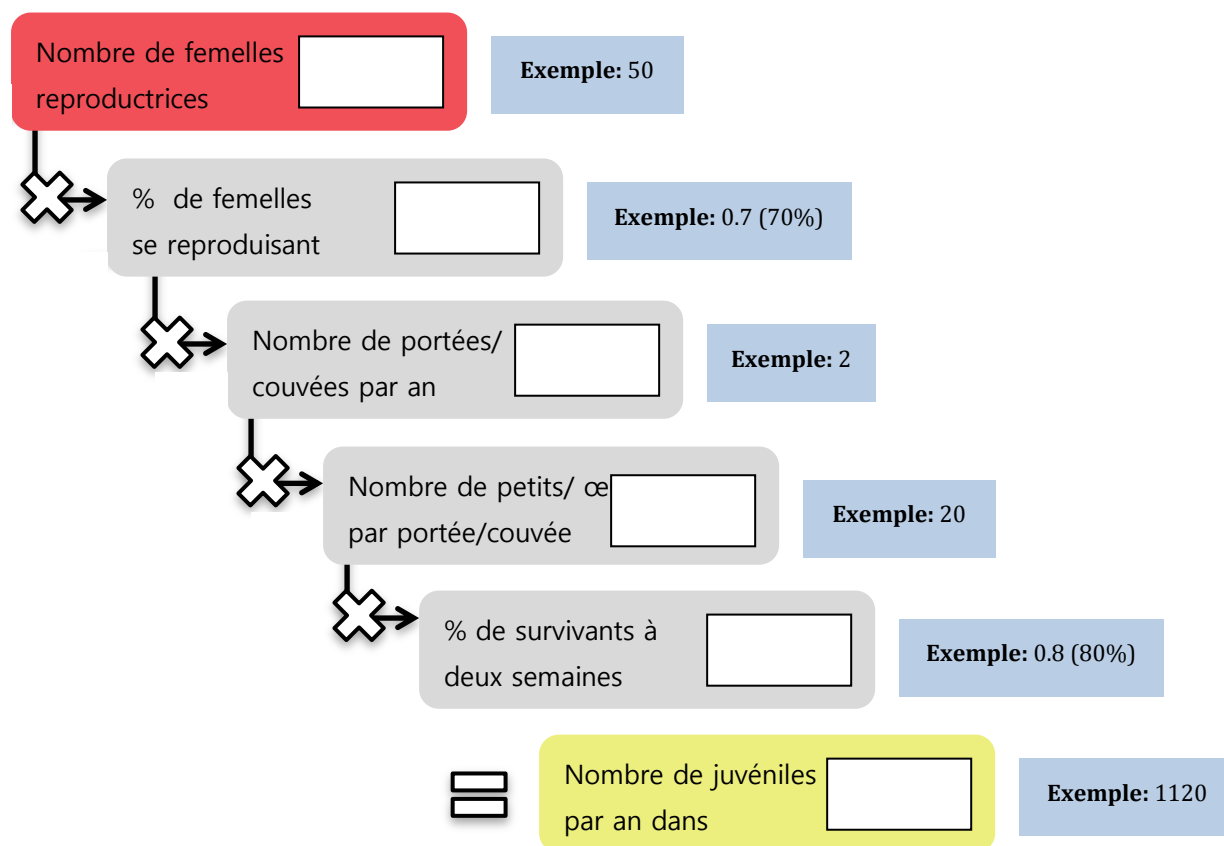 Nombre de femelles
reproductrices
Exemple: 50
% de femelles
se reproduisant
Exemple: 0.7 (70%)
Nombre de portées/
couvées par an
Exemple: 2
Nombre de petits/ œ
par portée/couvée
Exemple: 20
% de survivants à
deux semaines
Exemple: 0.8 (80%)
Nombre de juvéniles
par an dans
Exemple: 1120